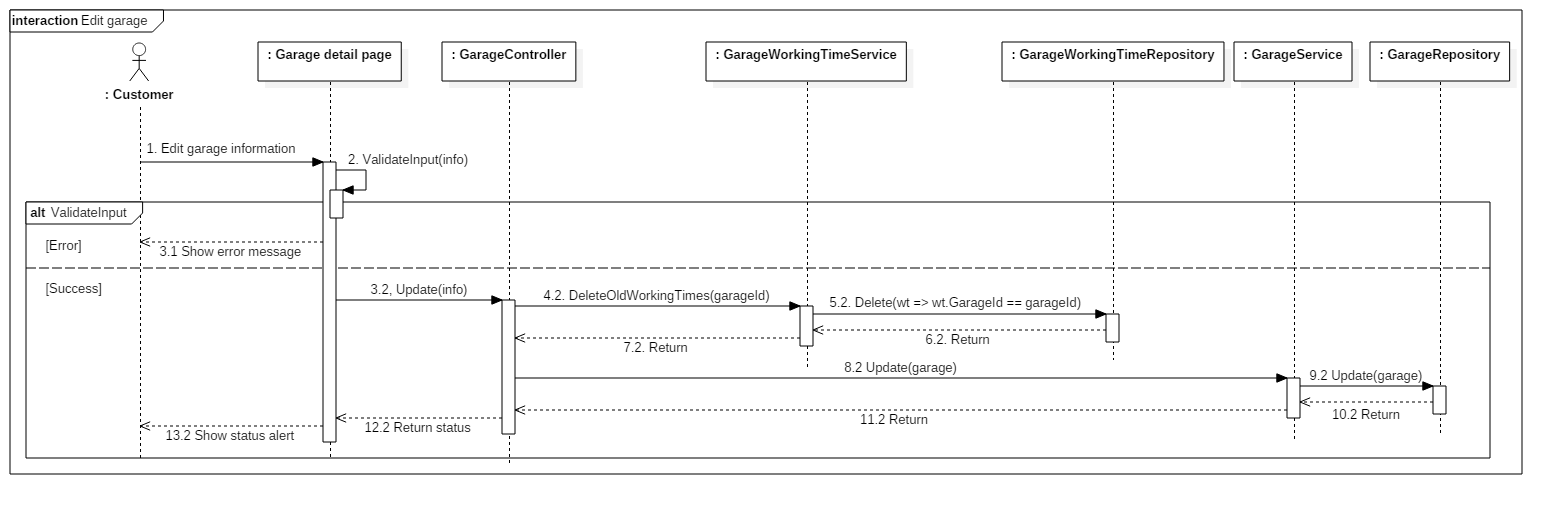 interaction Edit garage
: Customer
: Garage detail page
: GarageController
: GarageWorkingTimeService
: GarageWorkingTimeRepository
: GarageService
: GarageRepository
1. Edit garage information
2. ValidateInput(info)
alt ValidateInput
[Error]
3.1 Show error message
[Success]
3.2, Update(info)
4.2. DeleteOldWorkingTimes(garageId)
5.2. Delete(wt => wt.GarageId == garageId)
6.2. Return
7.2. Return
8.2 Update(garage)
9.2 Update(garage)
10.2 Return
11.2 Return
12.2 Return status
13.2 Show status alert